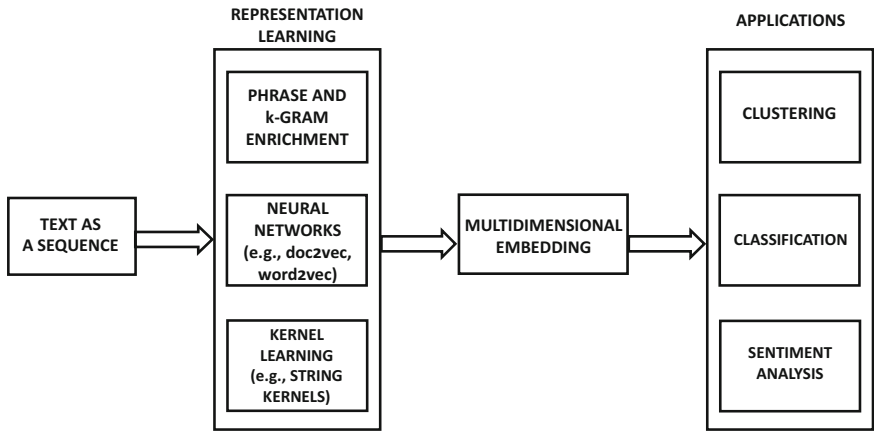 REPRESENTATION
LEARNING
PHRASE AND
k-GRAM
ENRICHMENT
TEXT AS
A SEQUENCE
NEURAL
NETWORKS
(e.g., doc2vec,
word2vec)
KERNEL
LEARNING
(e.g., STRING
KERNELS)
MULTIDIMENSIONAL
EMBEDDING
APPLICATIONS
CLUSTERING
CLASSIFICATION
SENTIMENT
ANALYSIS